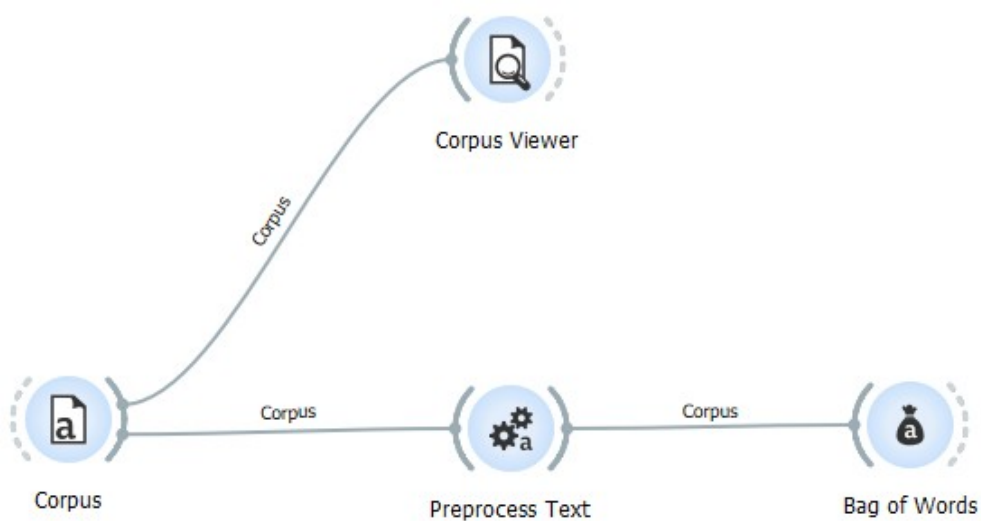 Corpus Viewer
Corpus
a
Corpus
a
Corpus
a
Corpus
Preprocess Text
Bag of Words